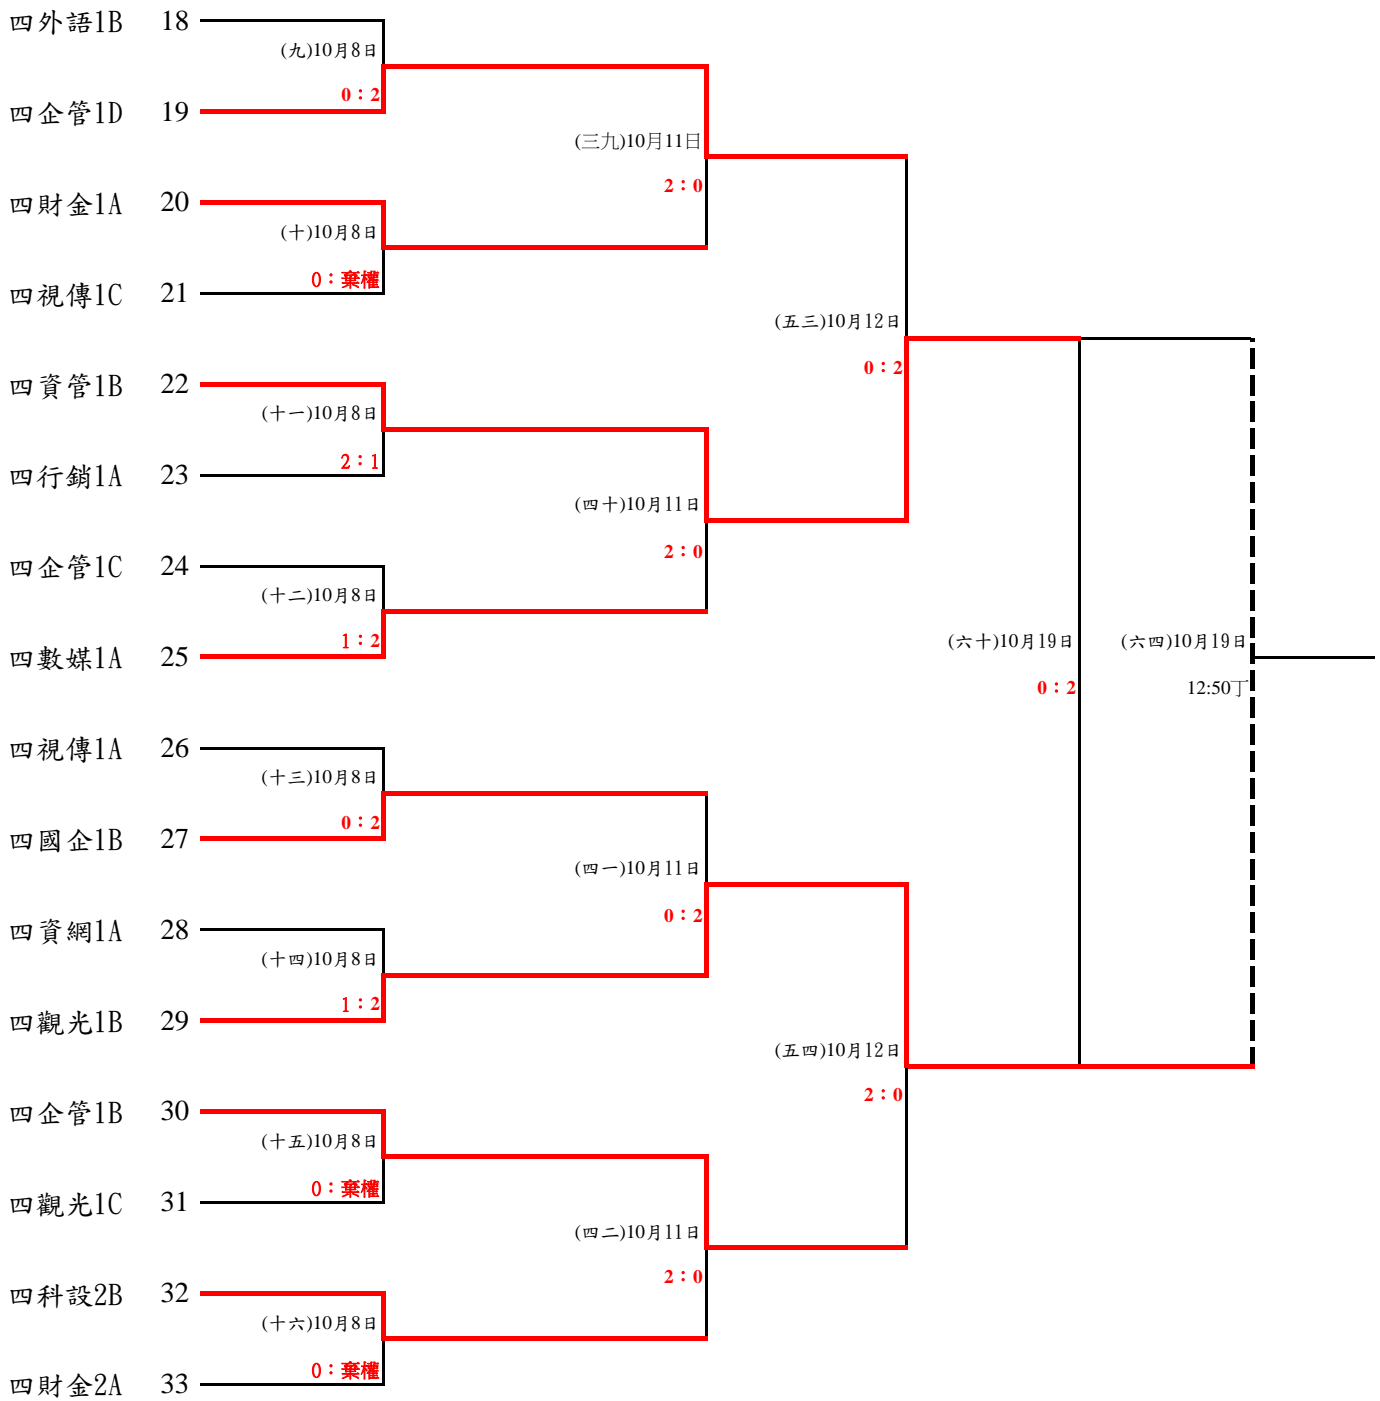 四外語1B 18
(九)10月8日
0：2
四企管1D 19
(三九)10月11日
2：0
四財金1A 20
(十)10月8日
0：棄權
四視傳1C 21
(五三)10月12日
0：2
四資管1B 22
(十一)10月8日
2：1
四行銷1A 23
(四十)10月11日
2：0
四企管1C 24
(十二)10月8日
1：2
四數媒1A 25
(六十)10月19日
0：2
(六四)10月19日
12:50丁
四視傳1A 26
(十三)10月8日
0：2
四國企1B 27
(四一)10月11日
0：2
四資網1A 28
(十四)10月8日
1：2
四觀光1B 29
(五四)10月12日
2：0
四企管1B 30
(十五)10月8日
0：棄權
四觀光1C 31
(四二)10月11日
2：0
四科設2B 32
(十六)10月8日
0：棄權
四財金2A 33